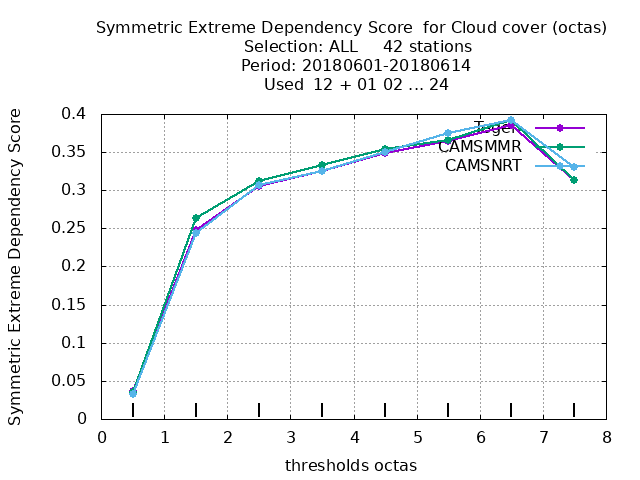 Symmetric Extreme Dependency Score  for Cloud cover (octas)
Selection: ALL     42 stations
Period: 20180601-20180614
Used  12 + 01 02 ... 24
Symmetric Extreme Dependency Score
0.4
0.35
0.3
0.25
0.2
0.15
0.1
0.05
0
CAMSMMR
CAMSNRT
0 1 2 3 4 5 6 7 8
thresholds octas